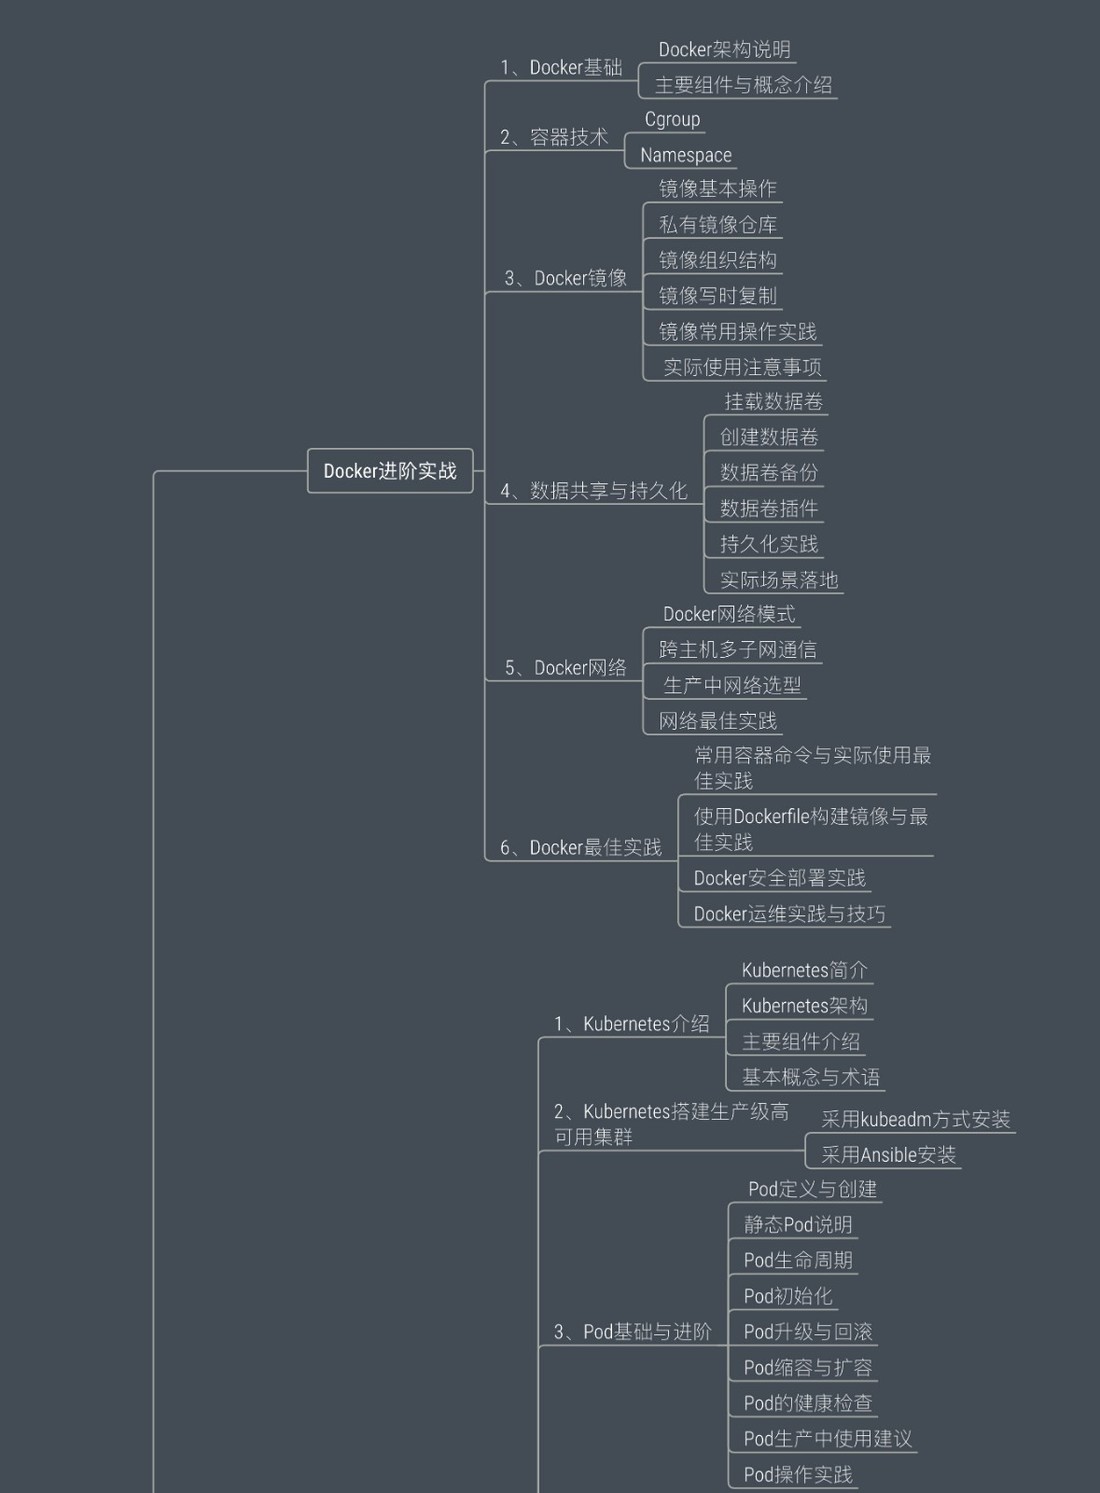 1、Docker基础
Docker架构说明
主要组件与概念介绍
2、容器技术
Cgroup
Namespace
3、Docker镜像
镜像基本操作
私有镜像仓库
镜像组织结构
镜像写时复制
镜像常用操作实践
实际使用注意事项
Docker进阶实战
4、数据共享与持久化
挂载数据卷
创建数据卷
数据卷备份
数据卷插件
持久化实践
实际场景落地
5、Docker网络
Docker网络模式
跨主机多子网通信
生产中网络选型
网络最佳实践
6、Docker最佳实践
常用容器命令与实际使用最
佳实践
使用Dockerfile构建镜像与最
佳实践
Docker安全部署实践
Docker运维实践与技巧
1、Kubernetes介绍
Kubernetes简介
Kubernetes架构
主要组件介绍
基本概念与术语
2、Kubernetes搭建生产级高
可用集群
采用kubeadm方式安装
采用Ansible安装
3、Pod基础与进阶
Pod定义与创建
静态Pod说明
Pod生命周期
Pod初始化
Pod升级与回滚
Pod缩容与扩容
Pod的健康检查
Pod生产中使用建议
Pod操作实践